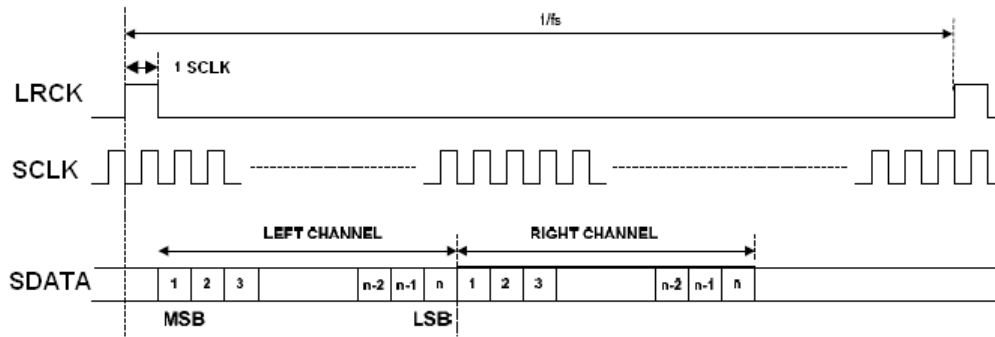 1/fs
1 SCLK
LRCK
SCLK
LEFT CHANNEL RIGHT CHANNEL
SDATA 1 2 3 n-2 n-1 n 1 2 3 n-2 n-1 n
MSB LSB